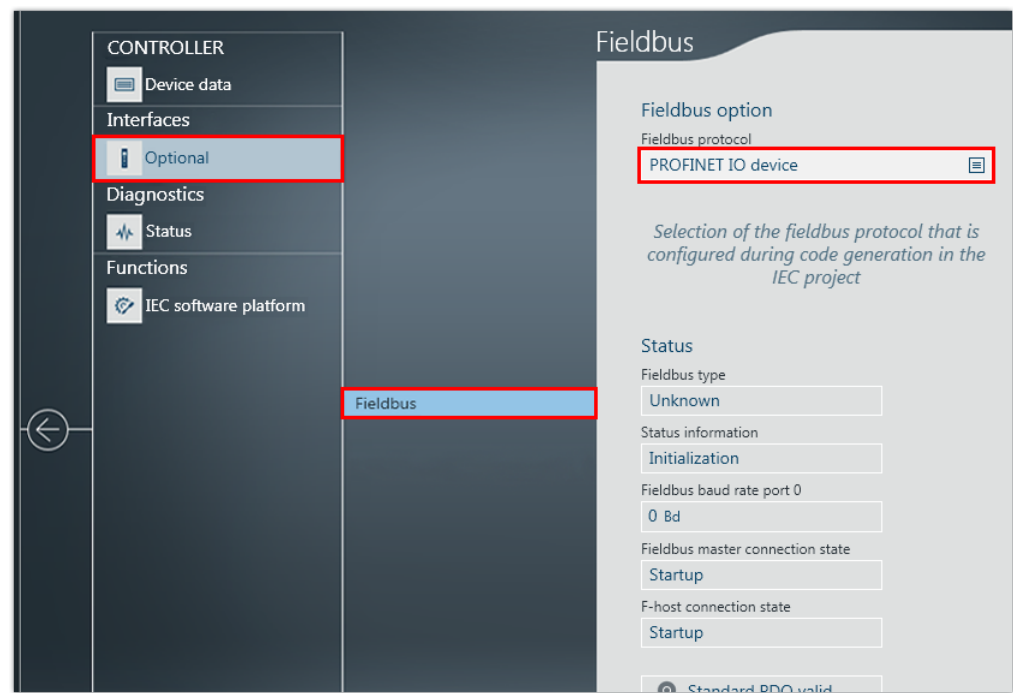 CONTROLLER
Device data
Interfaces
Optional
Diagnostics
Status
Functions
IEC software platform
Fieldbus
Fieldbus
Fieldbus option
Fieldbus protocol
PROFINET IO device
Selection of the fieldbus protocol that is
configured during code generation in the
IEC project
Status
Fieldbus type
Unknown
Status information
Initialization
Fieldbus baud rate port 0
0 Bd
Fieldbus master connection state
Startup
F-host connection state
Startup
Standard PDO valid